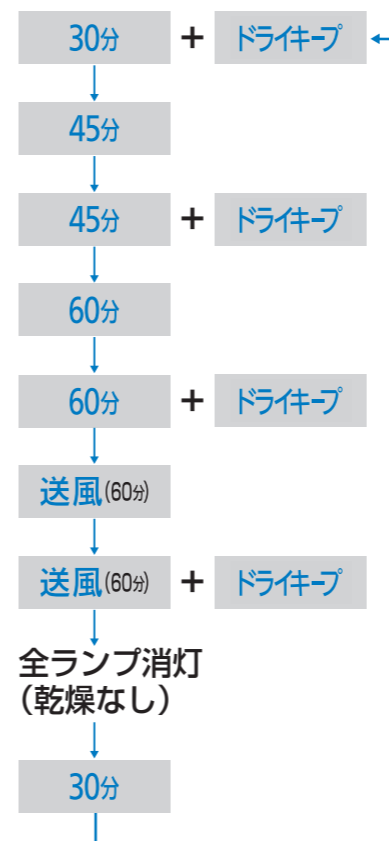 30分 + ドライキープ
45分
45分 + ドライキープ
60分
60分 + ドライキープ
送風(60分)
送風(60分) + ドライキープ
全ランプ消灯
(乾燥なし)
30分